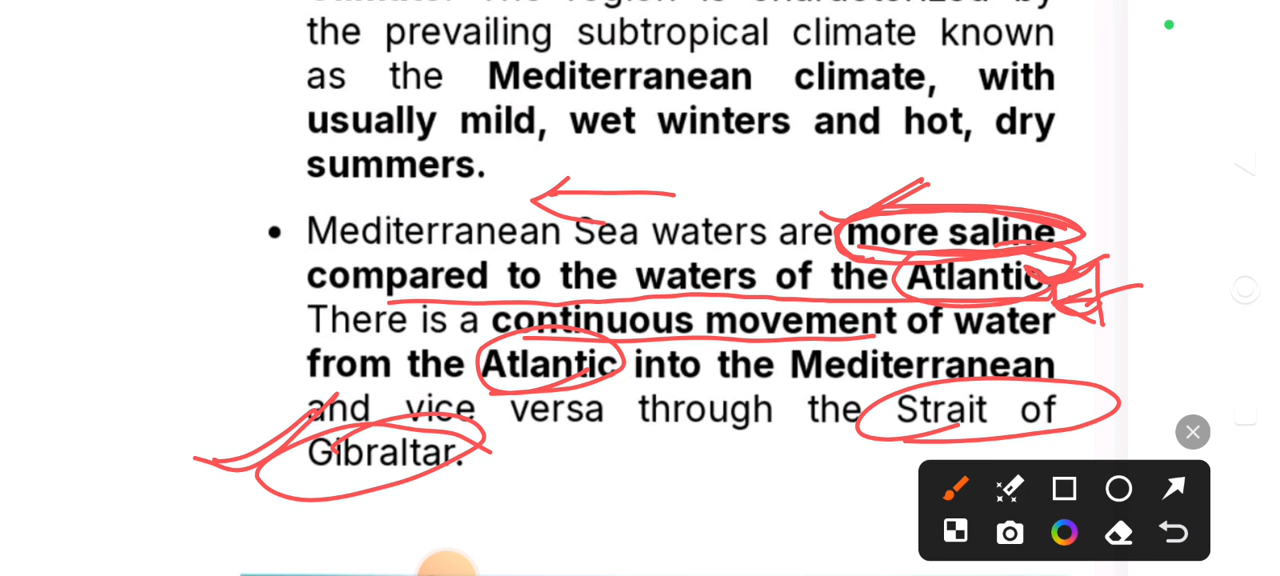 the prevailing subtropical climate known
as the Mediterranean climate, with
usually mild, wet winters and hot, dry
summers.
• Mediterranean Sea waters are more saline
compared to the waters of the Atlantic
There is a continuous movement of water
from the Atlantic into the Mediterranean
and vice versa through the Strait of
Gibraltar.